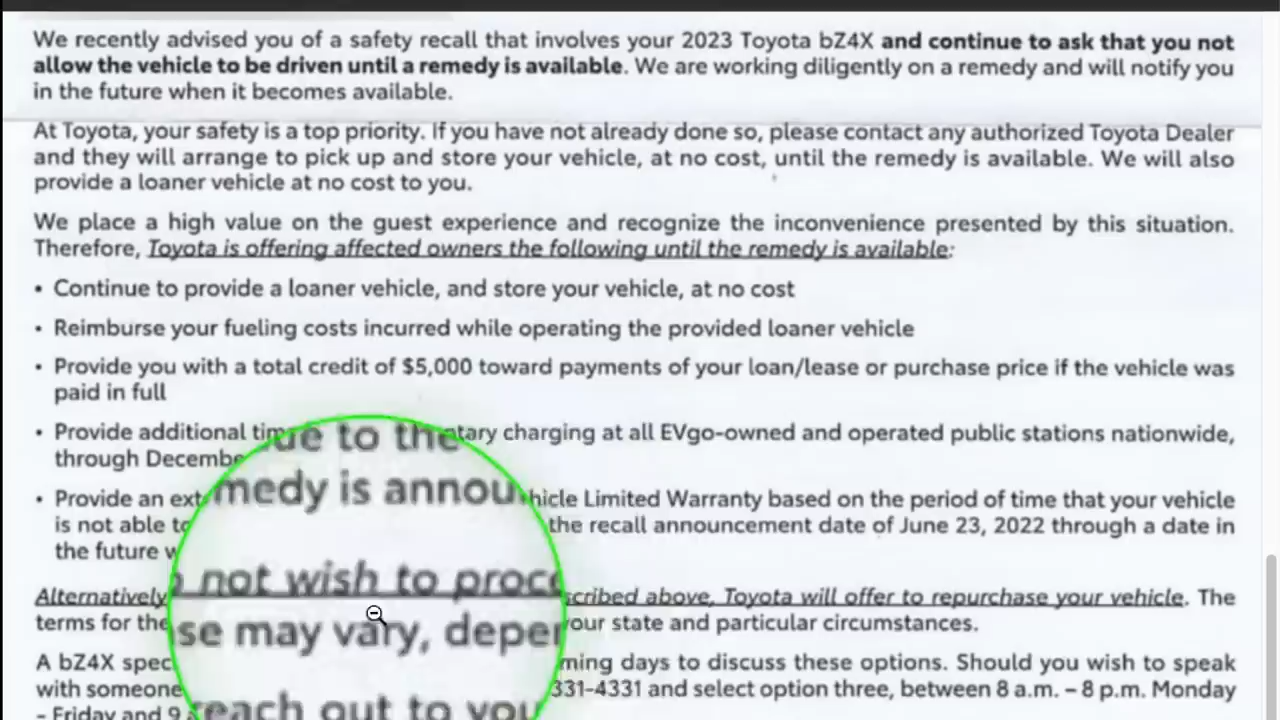 We recently advised you of a safety recall that involves your 2023 Toyota bZ4X and continue to ask that you not
allow the vehicle to be driven until a remedy is available. We are working diligently on a remedy and will notify you
in the future when it becomes available.
At Toyota, your safety is a top priority. If you have not already done so, please contact any authorized Toyota Dealer
and they will arrange to pick up and store your vehicle, at no cost, until the remedy is available. We will also
provide a loaner vehicle at no cost to you.
We place a high value on the guest experience and recognize the inconvenience presented by this situation.
Therefore, Toyota is offering affected owners the following until the remedy is available:
• Continue to provide a loaner vehicle, and store your vehicle, at no cost
• Reimburse your fueling costs incurred while operating the provided loaner vehicle
• Provide you with a total credit of $5,000 toward payments of your loan/lease or purchase price if the vehicle was
paid in full
• Provide additional tim ue to the tary charging at all EVgo-owned and operated public stations nationwide,
through Decembe
medy is annou
• Provide an ext hicle Limited Warranty based on the period of time that your vehicle
is not able to the recall announcement date of June 23, 2022 through a date in
the future w
not wish to proce
Alternatively scribed above, Toyota will offer to repurchase your vehicle. The
terms for the se may vary, deper our state and particular circumstances.
A bZ4X spec ming days to discuss these options. Should you wish to speak
with someone 331-4331 and select option three, between 8 a.m. – 8 p.m. Monday
– Friday and 9 reach out to you